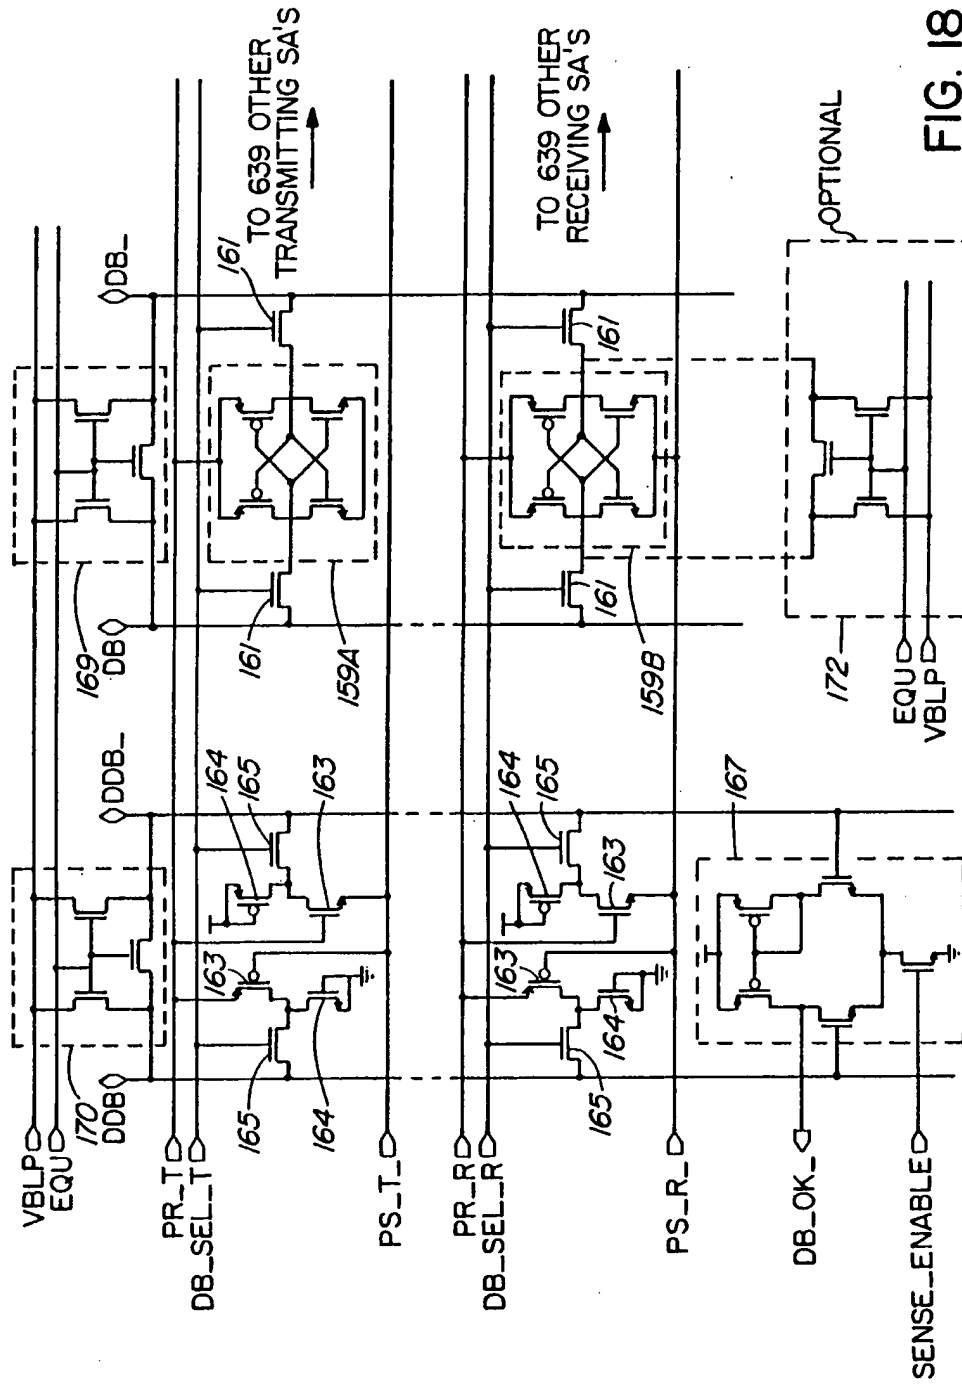 VBLP
EQU
170
DDB
DDB_
169
DB
DB_
161
TO 639 OTHER
TRANSMITTING SA'S
PR_T
DB_SEL_T
165
164
163
164
165
163
161
159A
PS_T_
PR_R
DB_SEL_R
165
164
163
164
165
163
161
161
159B
TO 639 OTHER
RECEIVING SA'S
PS_R_
167
DB_OK_
SENSE_ENABLE
172
OPTIONAL
EQU
VBLP
FIG. 18